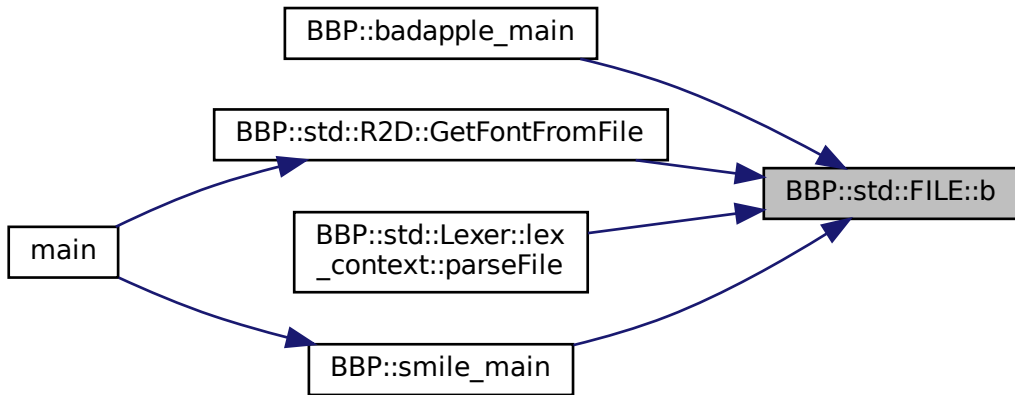 BBP::badapple_main
BBP::std::R2D::GetFontFromFile
BBP::std::FILE::b
main
BBP::std::Lexer::lex
_context::parseFile
BBP::smile_main